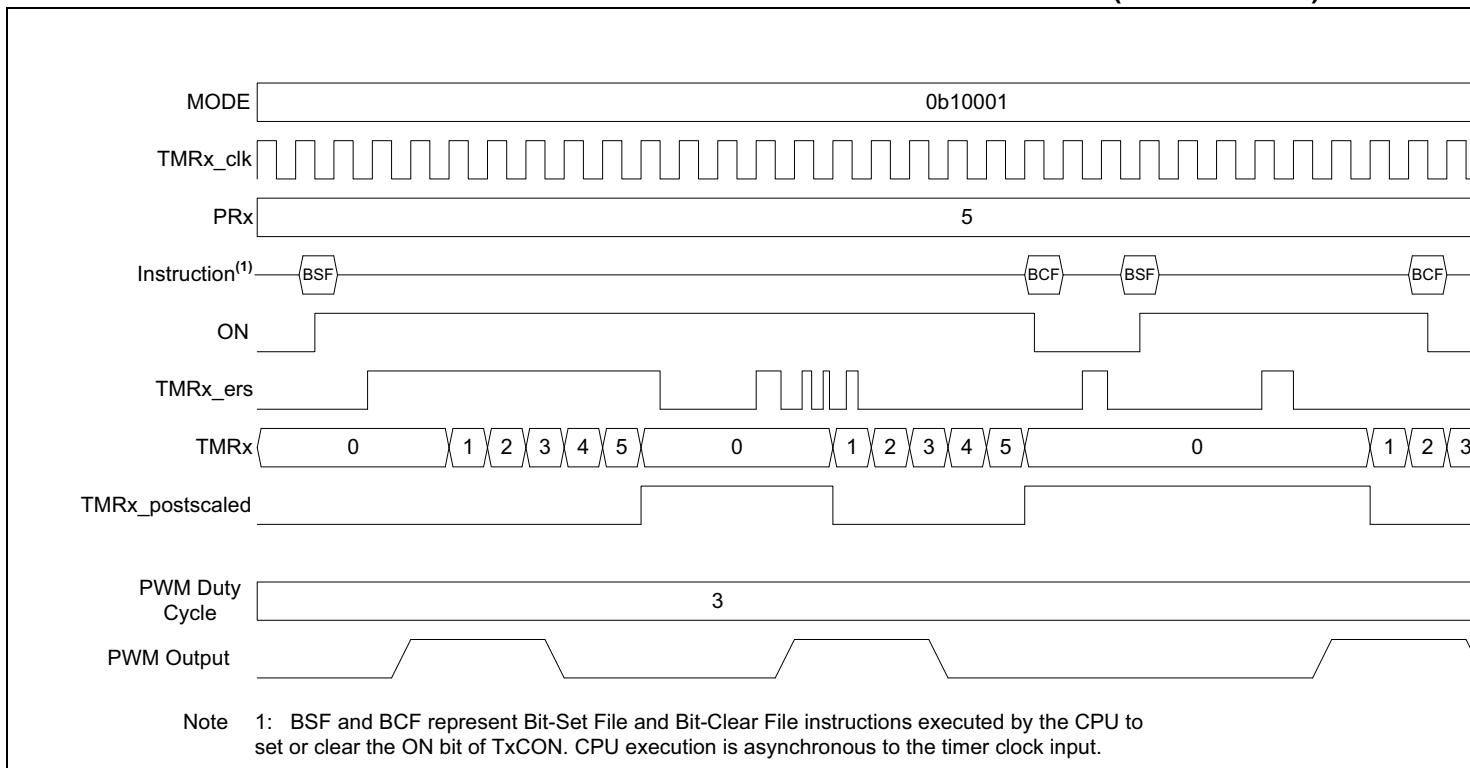 MODE 0b10001
TMRx_clk
PRx 5
Instruction(1) BSF BCF BSF BCF
ON
TMRx_ers
TMRx 0 1 2 3 4 5 0 1 2 3 4 5 0 1 2 3
TMRx_postscaled
PWM Duty
Cycle 3
PWM Output
Note 1: BSF and BCF represent Bit-Set File and Bit-Clear File instructions executed by the CPU to
set or clear the ON bit of TxCON. CPU execution is asynchronous to the timer clock input.